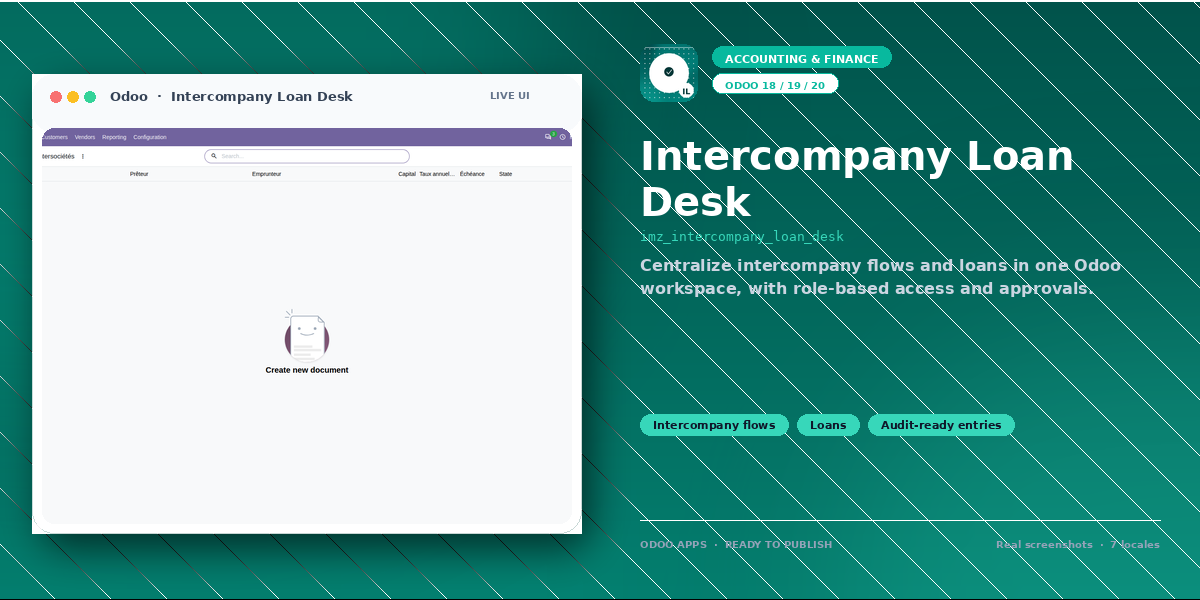 Odoo · Intercompany Loan Desk
LIVE UI
ustomers Vendors Reporting Configuration
tersociétés
Search...
Prêteur Emprunteur Capital Taux annuel... Échéance State
Create new document
IL
ACCOUNTING & FINANCE
ODOO 18 / 19 / 20
Intercompany Loan
Desk
imz_intercompany_loan_desk
Centralize intercompany flows and loans in one Odoo
workspace, with role-based access and approvals.
Intercompany flows
Loans
Audit-ready entries
ODOO APPS · READY TO PUBLISH
Real screenshots · 7 locales